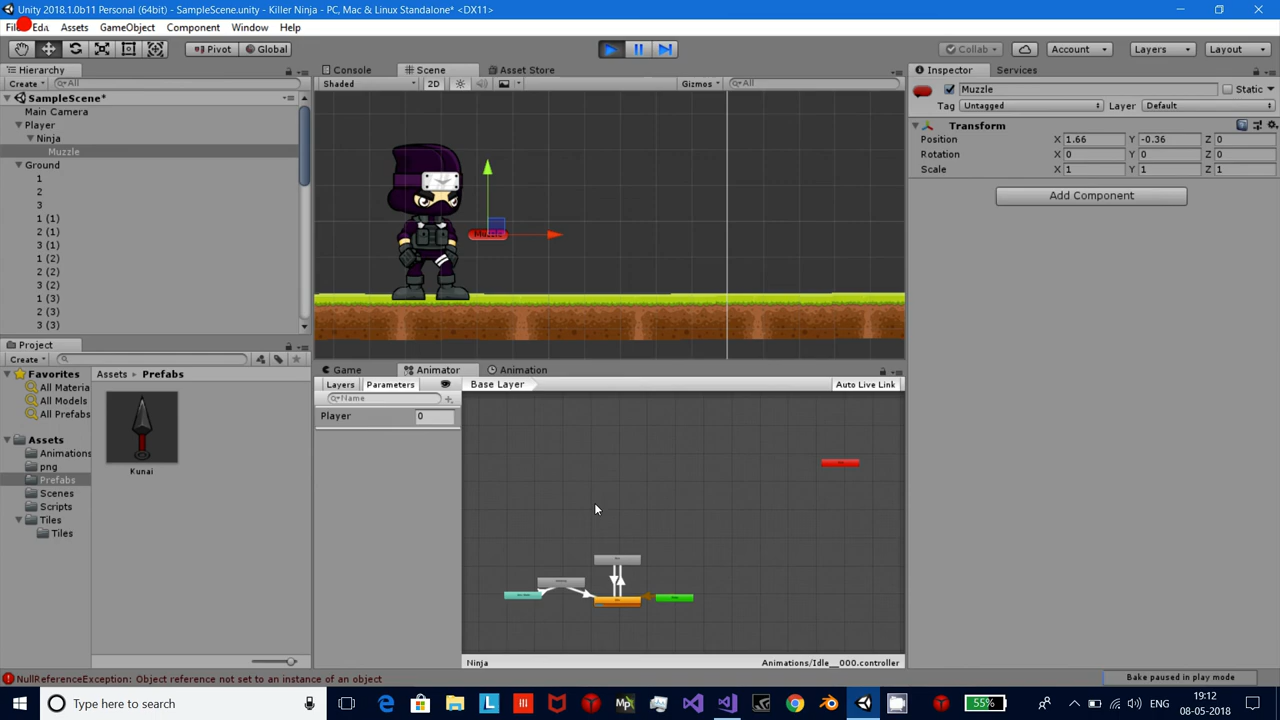 Unity 2018.1.0b11 Personal (64bit) - SampleScene.unity - Killer Ninja - PC, Mac & Linux Standalone* <DX11>
Assets GameObject Component Window Help
Pivot Global Collab Account Layers Layout
Hierarchy Console Scene Asset Store Inspector Services
Create All Shaded 2D Gizmos All Muzzle Static
SampleScene* Tag Untagged Layer Default
Main Camera
Player Transform
Ninja Position X 1.66 Y -0.36 Z 0
Muzzle Rotation X 0 Y 0 Z 0
Ground Scale X 1 Y 1 Z 1
1 Add Component
2
3
1 (1)
2 (1)
3 (1)
1 (2)
2 (2)
3 (2)
1 (3)
2 (3)
3 (3)
Muzzle
Project Game Animator Animation
Create Layers Parameters Base Layer Auto Live Link
Favorites Assets Prefabs
All Materia Name
All Models Player 0
All Prefabs
Assets
Animations
png Kunai
Prefabs
Scenes
Scripts
Tiles
Tiles
Ninja Animations/Idle__000.controller
NullReferenceException: Object reference not set to an instance of an object Bake paused in play mode
Type here to search 55% ENG 19:12
08-05-2018